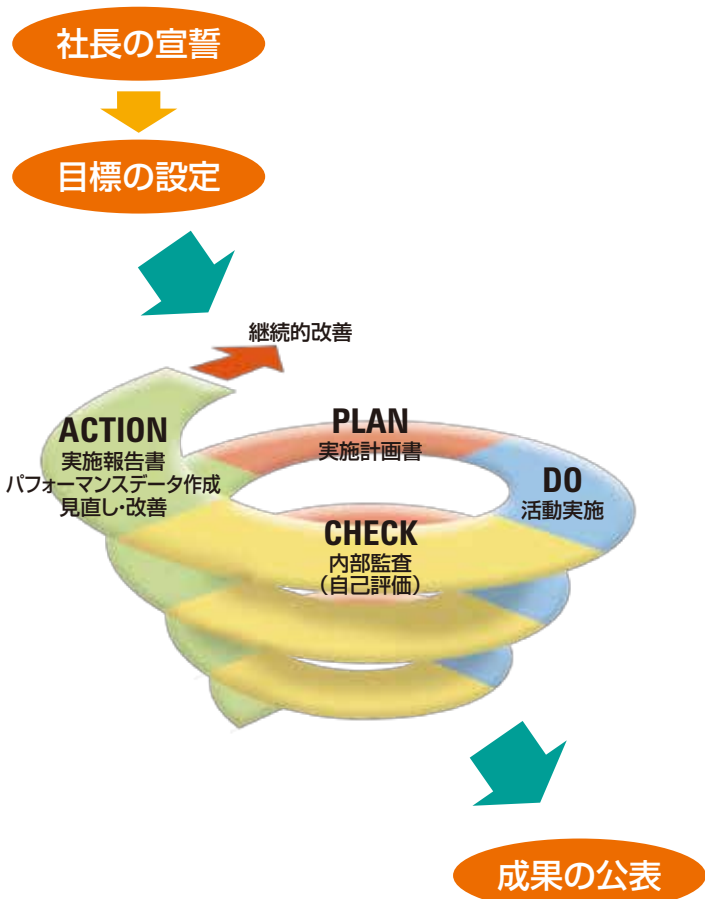 社長の宣誓
目標の設定
継続的改善
ACTION
実施報告書
パフォーマンスデータ作成
見直し・改善
PLAN
実施計画書
DO
活動実施
CHECK
内部監査
（自己評価）
成果の公表